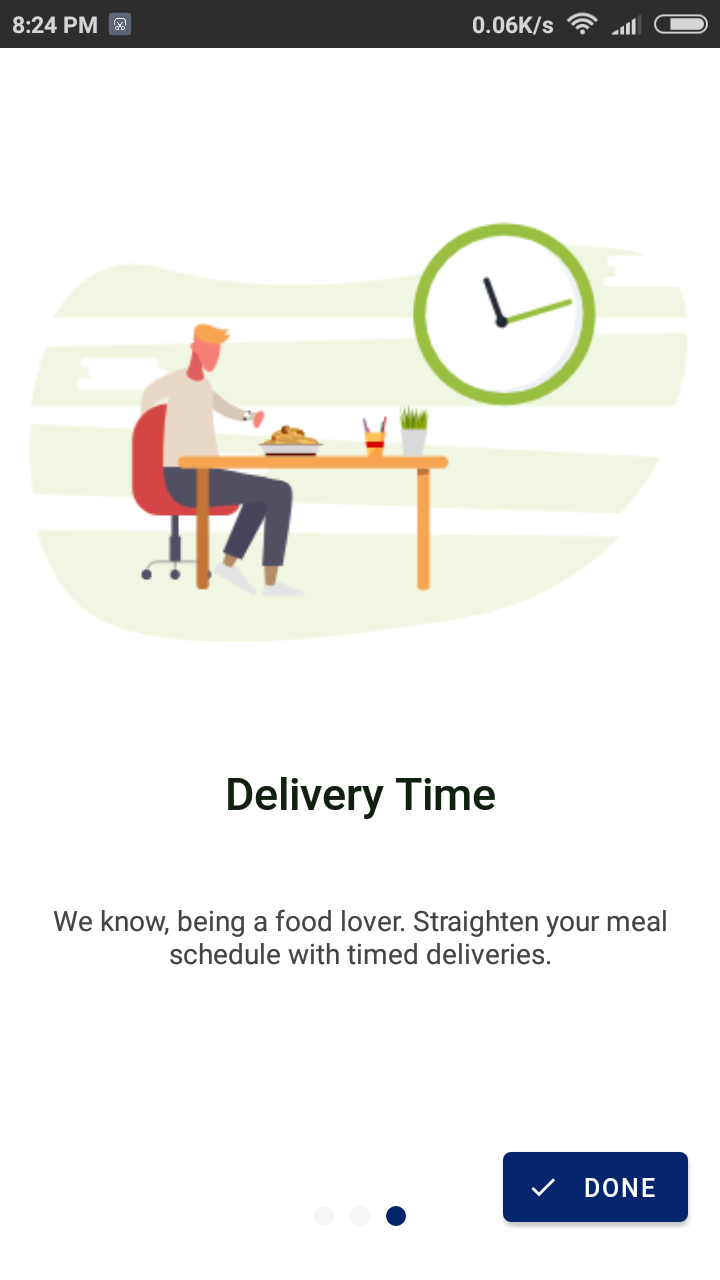 8:24 PM 0.06K/s
Delivery Time
We know, being a food lover. Straighten your meal
schedule with timed deliveries.
DONE